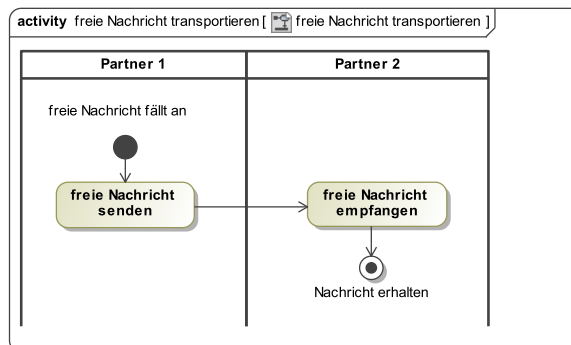 activity freie Nachricht transportieren [ freie Nachricht transportieren ]
Partner 1
Partner 2
freie Nachricht fällt an
freie Nachricht
senden
freie Nachricht
empfangen
Nachricht erhalten